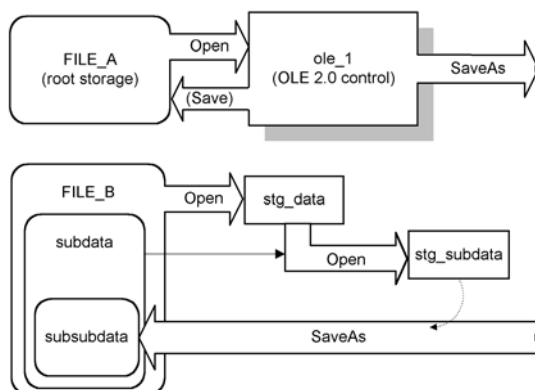 FILE_A
(root storage)
Open
(Save)
ole_1
(OLE 2.0 control)
SaveAs
FILE_B
Open
stg_data
subdata
Open
stg_subdata
subsubdata
SaveAs